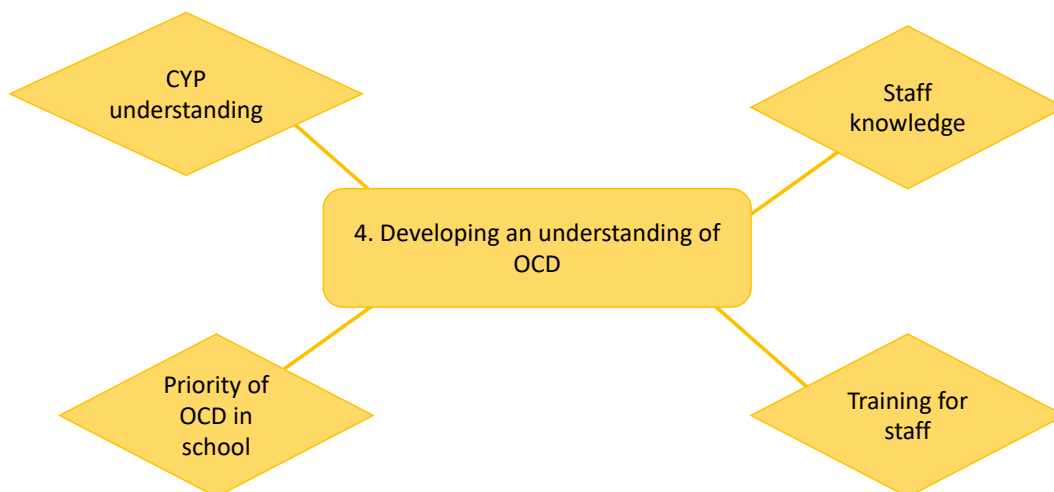 CYP
understanding
Staff
knowledge
4. Developing an understanding of
OCD
Priority of
OCD in
school
Training for
staff